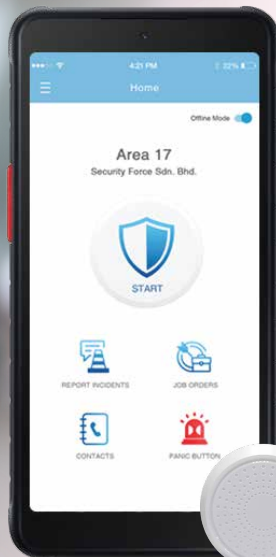 4:21 PM
22%
Home
Offline Mode
Area 17
Security Force Sdn. Bhd.
START
REPORT INCIDENTS
JOB ORDERS
CONTACTS
PANIC BUTTON